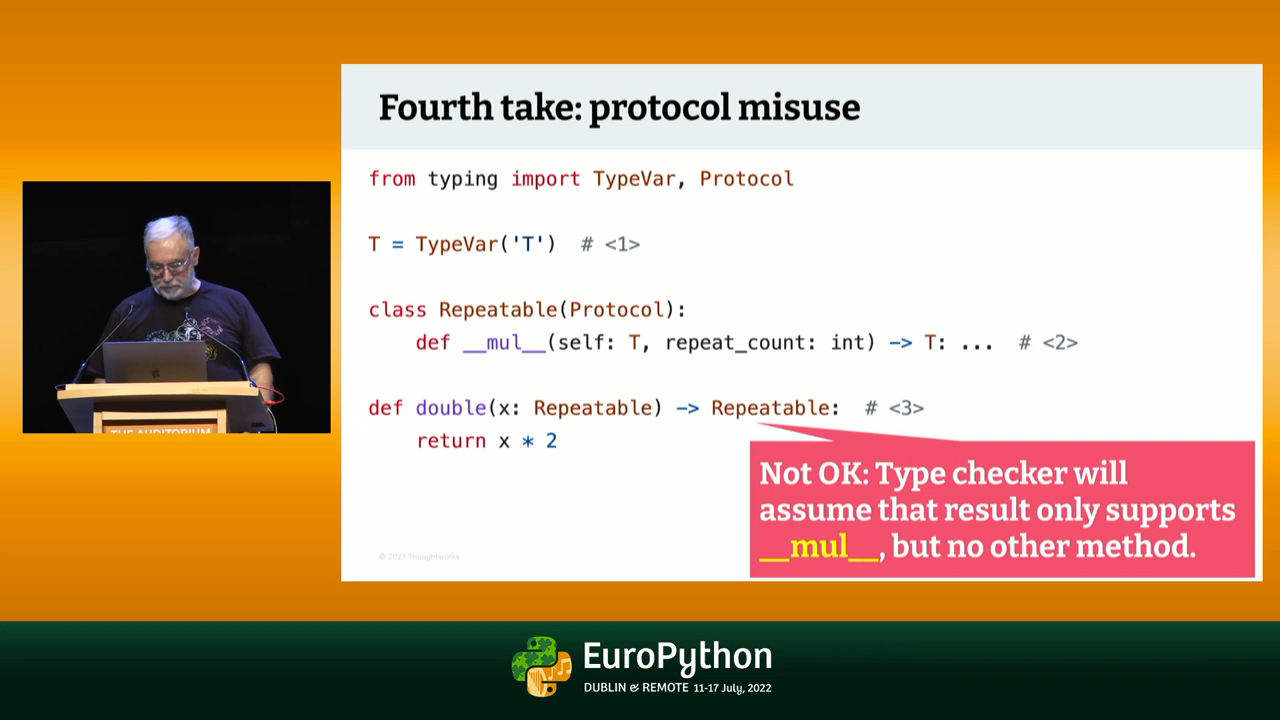 Fourth take: protocol misuse
from typing import TypeVar, Protocol
T = TypeVar('T')  # <1>
class Repeatable(Protocol):
    def __mul__(self: T, repeat_count: int) -> T: ...  # <2>
def double(x: Repeatable) -> Repeatable:  # <3>
    return x * 2
Not OK: Type checker will
assume that result only supports
__mul__, but no other method.
© 2021 Thoughtworks
THE AUDITORIUM
EuroPython
DUBLIN & REMOTE 11-17 July, 2022